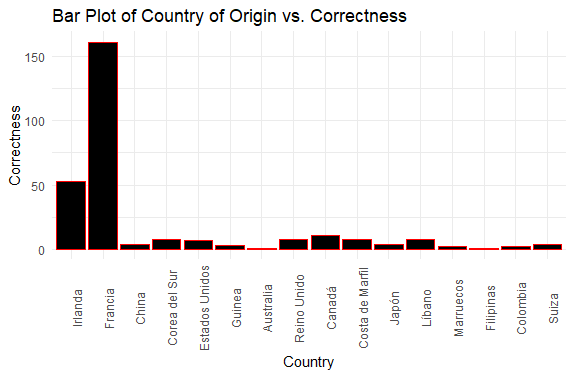 Bar Plot of Country of Origin vs. Correctness
Correctness
150
100
50
0
Irlanda
Francia
China
Corea del Sur
Estados Unidos
Guinea
Australia
Reino Unido
Canadá
Costa de Marfil
Japón
Líbano
Marruecos
Filipinas
Colombia
Suiza
Country